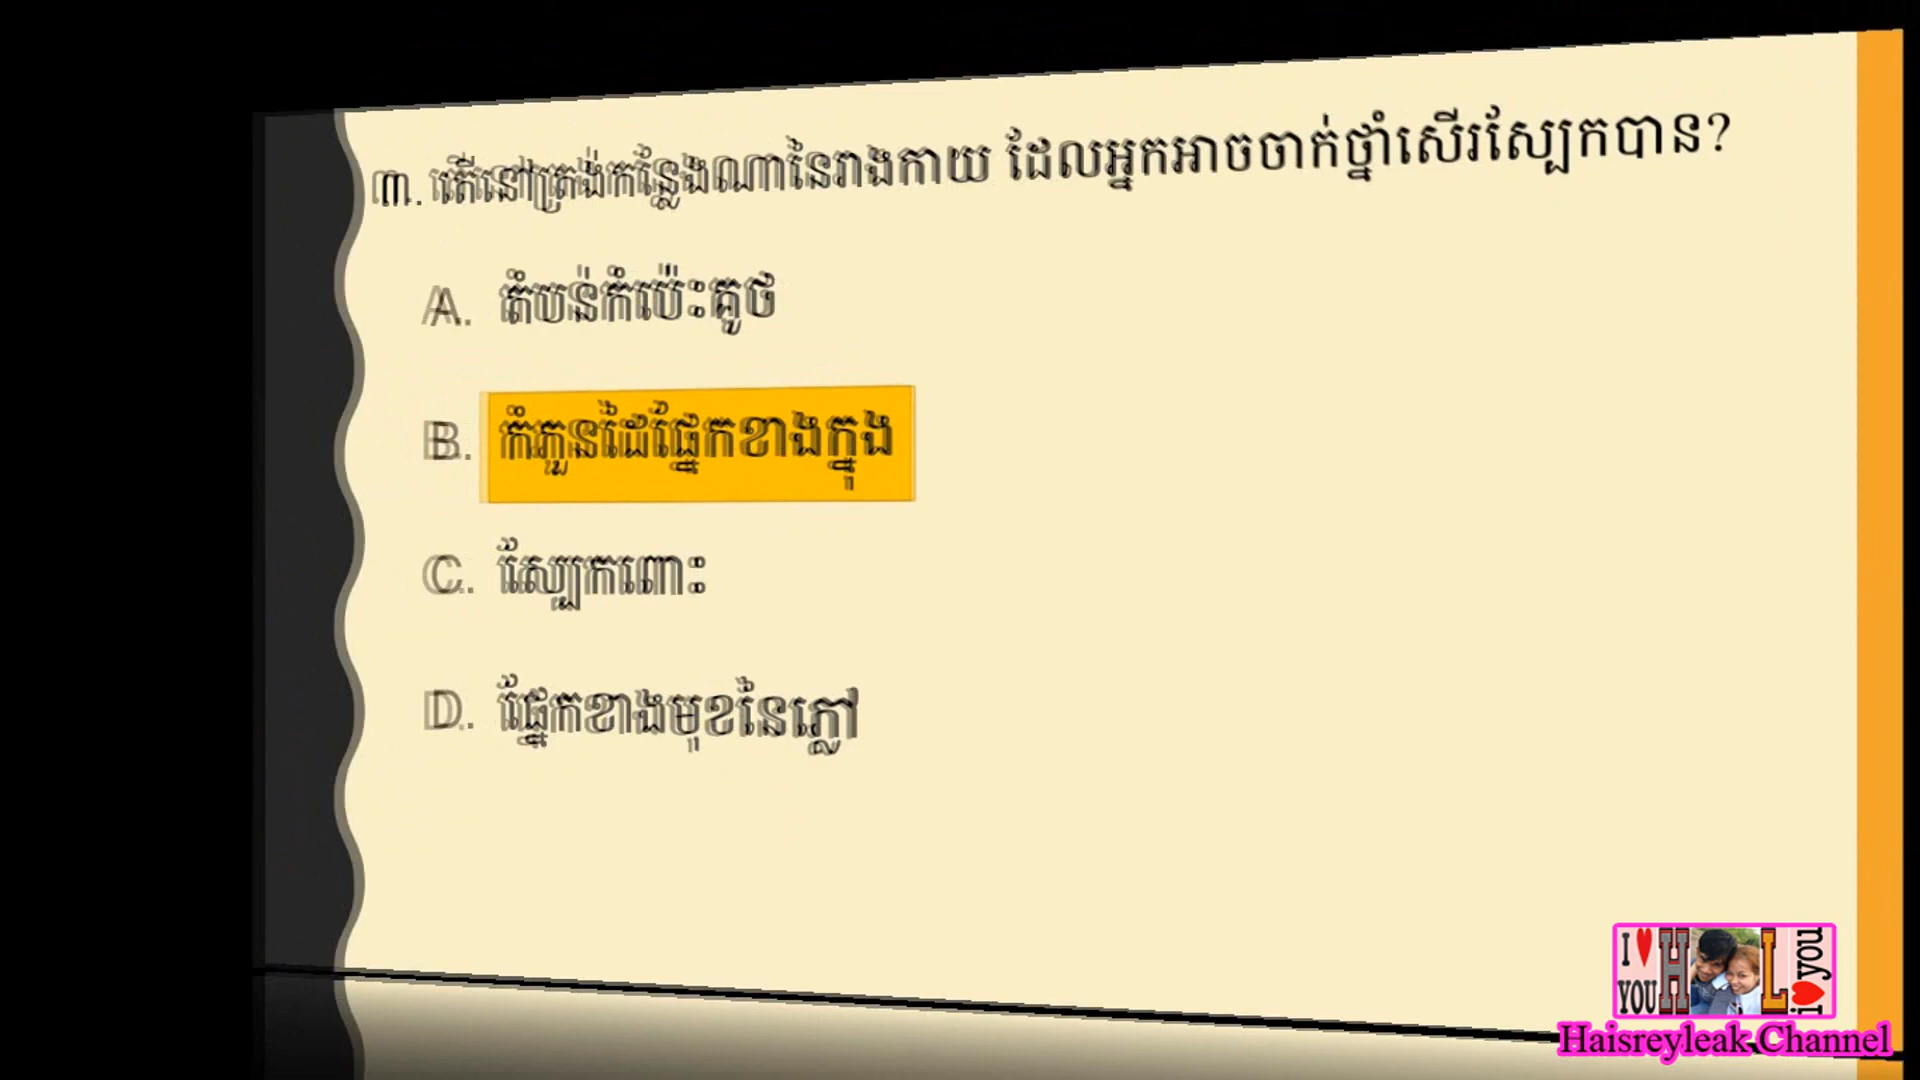 ៣. តើនៅត្រង់កន្លែងណានៃរាងកាយ ដែលអ្នកអាចចាក់ថ្នាំសើរស្បែកបាន?
A. តំបន់កំប៉េះគូថ
B. កំភួនដៃផ្នែកខាងក្នុង
C. ស្បែកពោះ
D. ផ្នែកខាងមុខនៃភ្លៅ
I ♥ YOU H L i ♥ you
Haisreyleak Channel